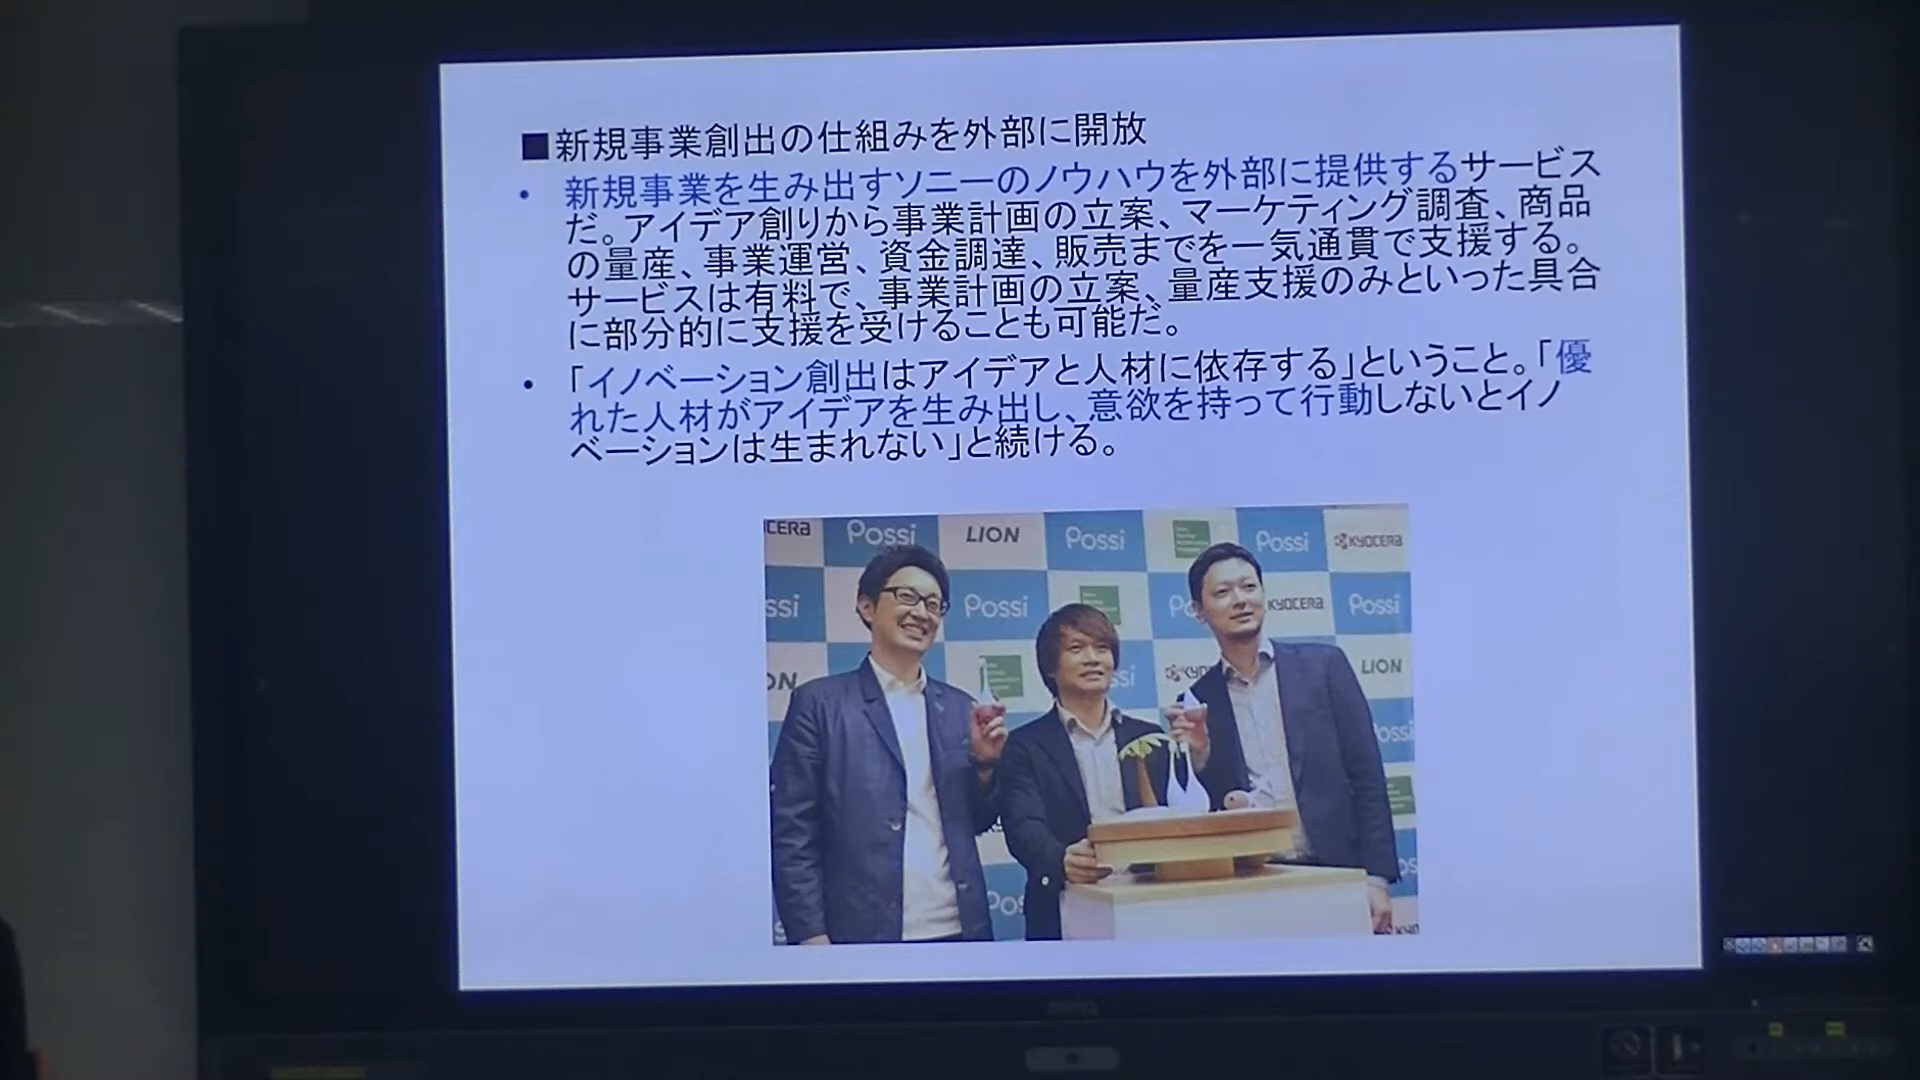 ■新規事業創出の仕組みを外部に開放
• 新規事業を生み出すソニーのノウハウを外部に提供するサービス
だ。アイデア創りから事業計画の立案、マーケティング調査、商品
の量産、事業運営、資金調達、販売までを一気通貫で支援する。
サービスは有料で、事業計画の立案、量産支援のみといった具合
に部分的に支援を受けることも可能だ。
• 「イノベーション創出はアイデアと人材に依存する」ということ。「優
れた人材がアイデアを生み出し、意欲を持って行動しないとイノ
ベーションは生まれない」と続ける。
CERA Possi LION Possi Possi KYOCERA
ssi Possi Po KYOCERA Possi
ON ssi KYO LION
ossi
Pos os
KYO